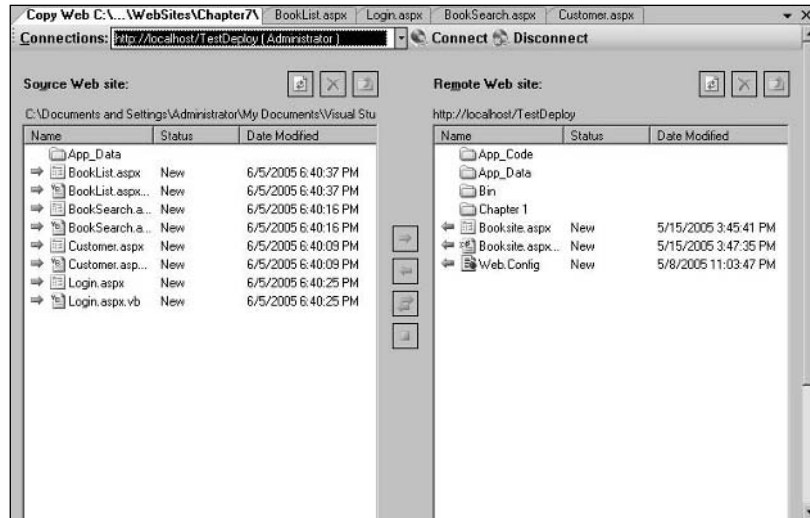 Copy Web C:\...\WebSites\Chapter7\ BookList.aspx Login.aspx BookSearch.aspx Customer.aspx
Connections: http://localhost/TestDeploy ( Administrator ) Connect Disconnect
Source Web site:
C:\Documents and Settings\Administrator\My Documents\Visual Stu
Name Status Date Modified
App_Data
BookList.aspx New 6/5/2005 6:40:37 PM
BookList.aspx... New 6/5/2005 6:40:37 PM
BookSearch.a... New 6/5/2005 6:40:16 PM
BookSearch.a... New 6/5/2005 6:40:16 PM
Customer.aspx New 6/5/2005 6:40:09 PM
Customer.asp... New 6/5/2005 6:40:09 PM
Login.aspx New 6/5/2005 6:40:25 PM
Login.aspx.vb New 6/5/2005 6:40:25 PM
Remote Web site:
http://localhost/TestDeploy
Name Status Date Modified
App_Code
App_Data
Bin
Chapter 1
Booksite.aspx New 5/15/2005 3:45:41 PM
Booksite.aspx... New 5/15/2005 3:47:35 PM
Web.Config New 5/8/2005 11:03:47 PM